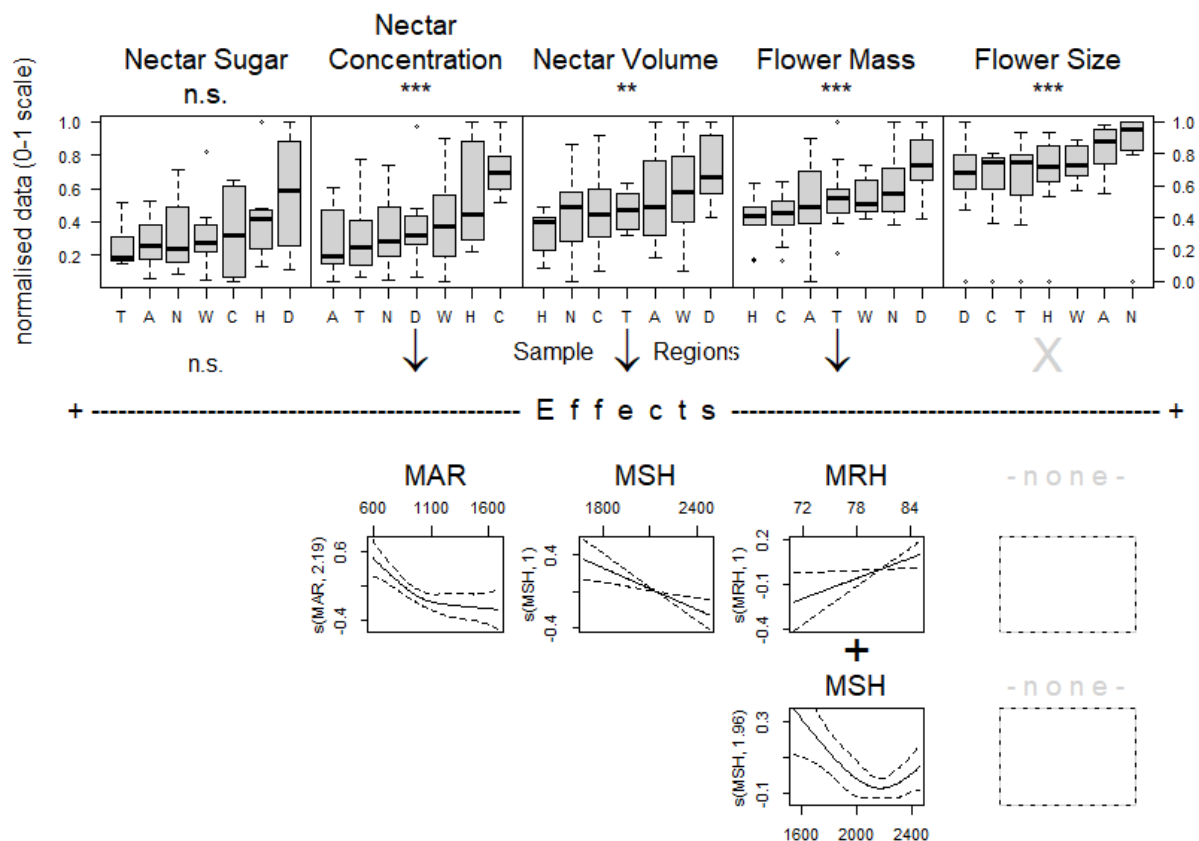 Nectar Sugar
n.s.
Nectar
Concentration
***
Nectar Volume
**
Flower Mass
***
Flower Size
***
normalised data (0-1 scale)
1.0
0.8
0.6
0.4
0.2
1.0
0.8
0.6
0.4
0.2
0.0
T A N W C H D
A T N D W H C
H N C T A W D
H C A T W N D
D C T H W A N
n.s.
↓ Sample ↓ Regions ↓ X
+ ---------- E f f e c t s ---------- +
MAR
600 1100 1600
s(MAR, 2.19)
0.6
-0.4
MSH
1800 2400
s(MSH, 1)
0.4
-0.4
MRH
72 78 84
s(MRH, 1)
0.2
-0.1
-0.4
- n o n e -
+
MSH
s(MSH, 1.96)
0.3
-0.1
1600 2000 2400
- n o n e -